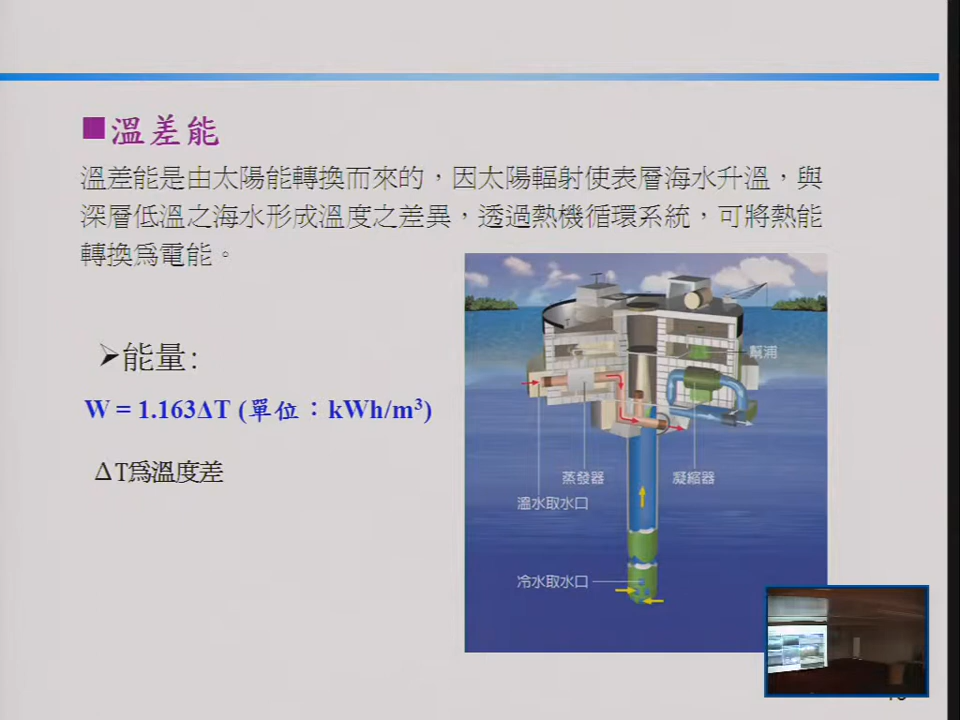 ■溫差能
溫差能是由太陽能轉換而來的，因太陽輻射使表層海水升溫，與
深層低溫之海水形成溫度之差異，透過熱機循環系統，可將熱能
轉換為電能。
➢能量:
W = 1.163ΔT (單位：kWh/m³)
ΔT為溫度差
幫浦
蒸發器
凝縮器
溫水取水口
冷水取水口